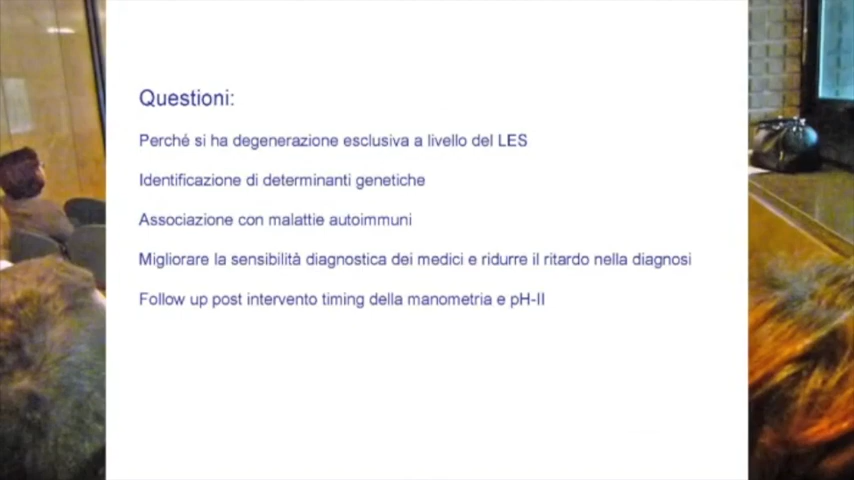 Questioni:
Perché si ha degenerazione esclusiva a livello del LES
Identificazione di determinanti genetiche
Associazione con malattie autoimmuni
Migliorare la sensibilità diagnostica dei medici e ridurre il ritardo nella diagnosi
Follow up post intervento timing della manometria e pH-II